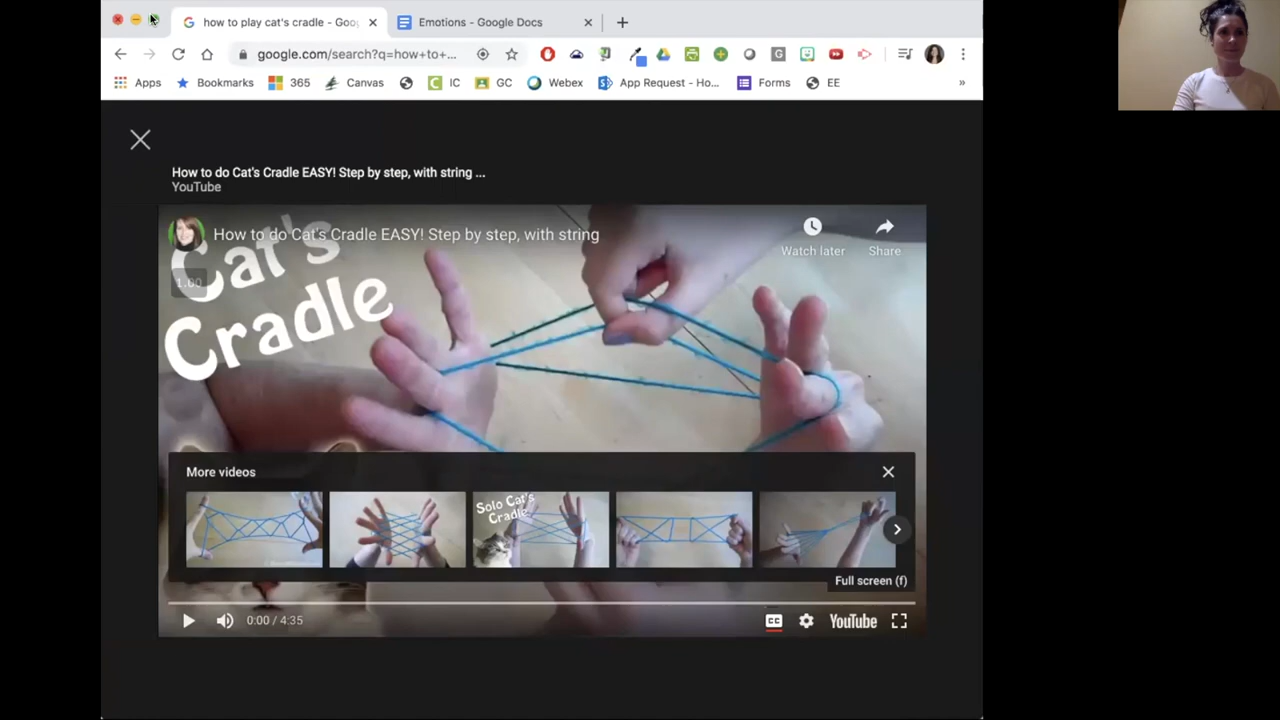 how to play cat's cradle - Goo
Emotions - Google Docs
google.com/search?q=how+to+...
Apps
Bookmarks
365
Canvas
IC
GC
Webex
App Request - Ho...
Forms
EE
»
How to do Cat's Cradle EASY! Step by step, with string ...
YouTube
How to do Cat's Cradle EASY! Step by step, with string
Watch later
Share
1.00
Cat's
Cradle
More videos
Solo Cat's
Cradle
Full screen (f)
0:00 / 4:35
CC
YouTube